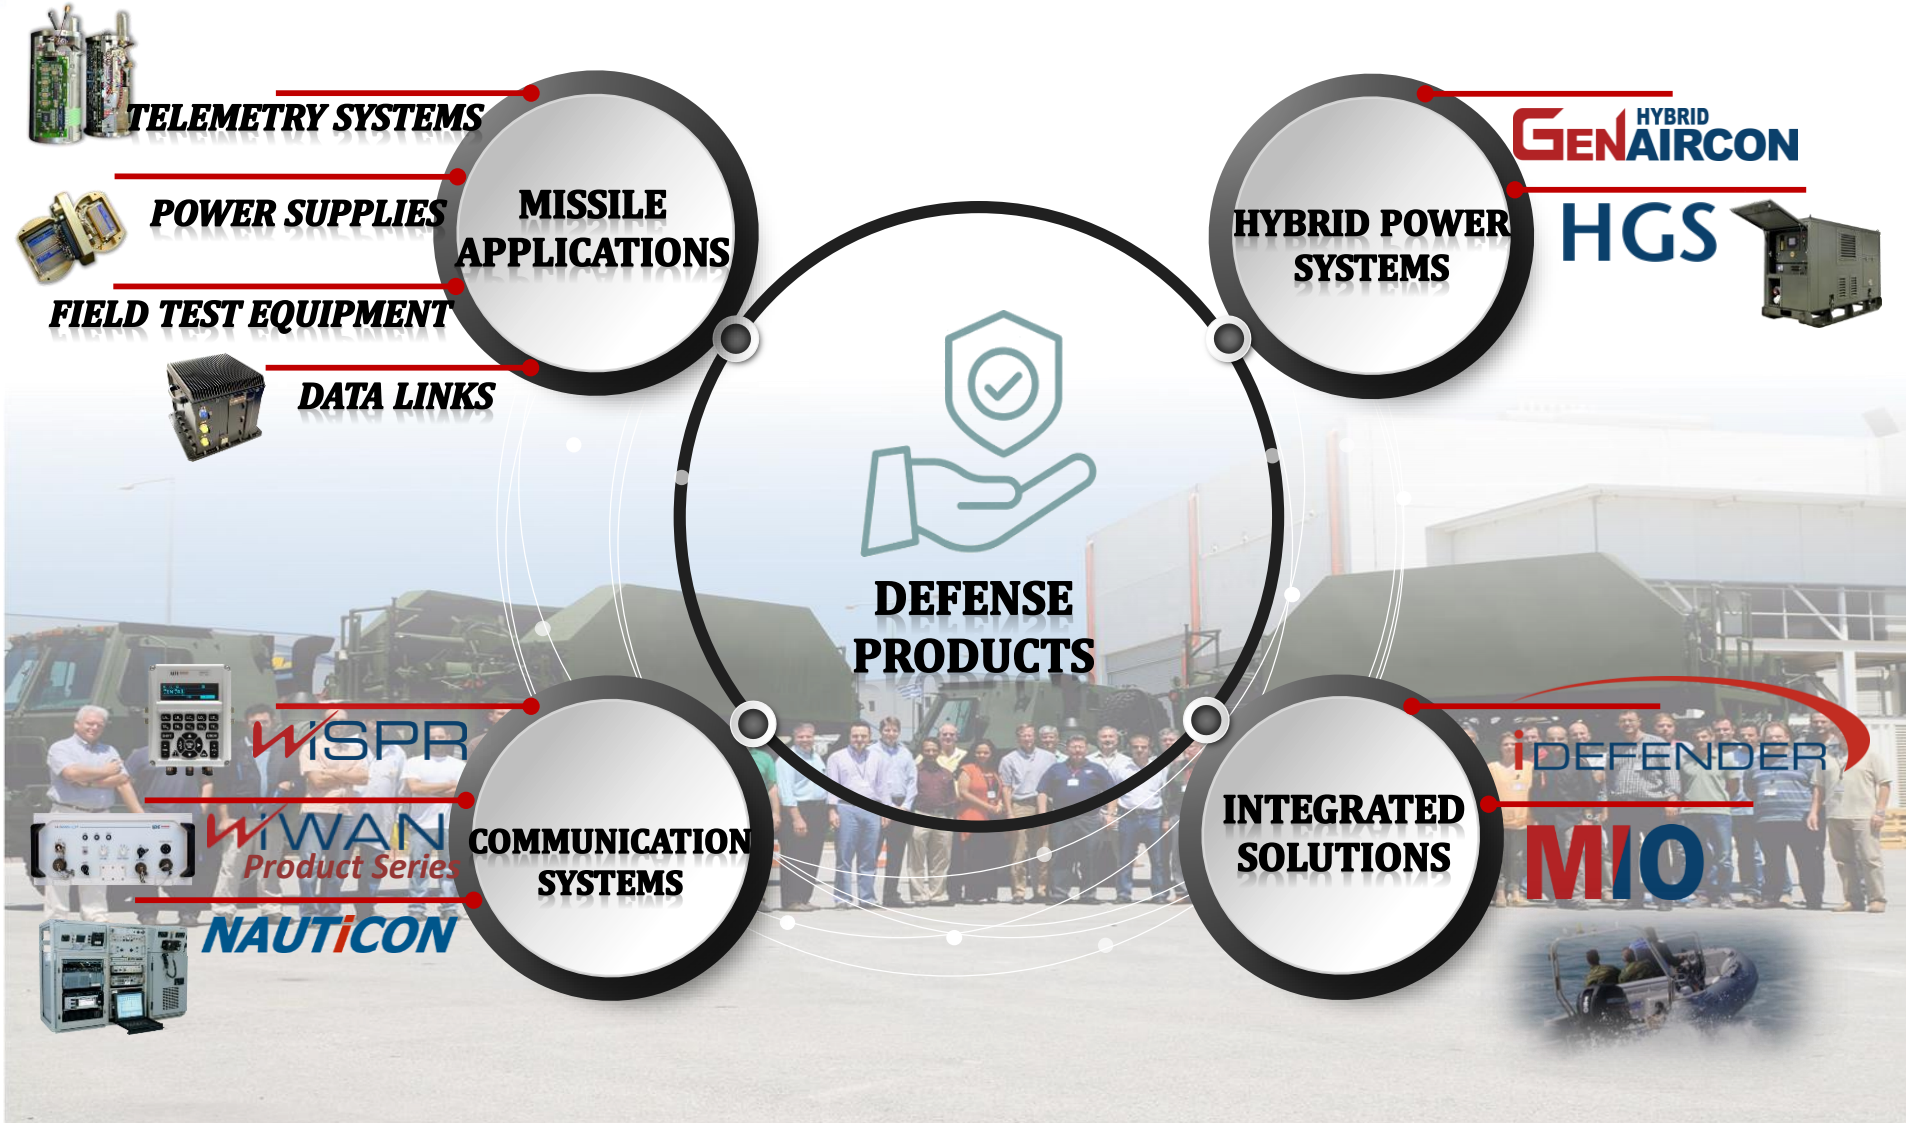 TELEMETRY SYSTEMS
POWER SUPPLIES
FIELD TEST EQUIPMENT
DATA LINKS
MISSILE
APPLICATIONS
HYBRID POWER
SYSTEMS
HYBRID
GENAIRCON
HGS
DEFENSE
PRODUCTS
WiSPR
WiWAN
Product Series
NAUTiCON
COMMUNICATION
SYSTEMS
INTEGRATED
SOLUTIONS
iDEFENDER
MIO